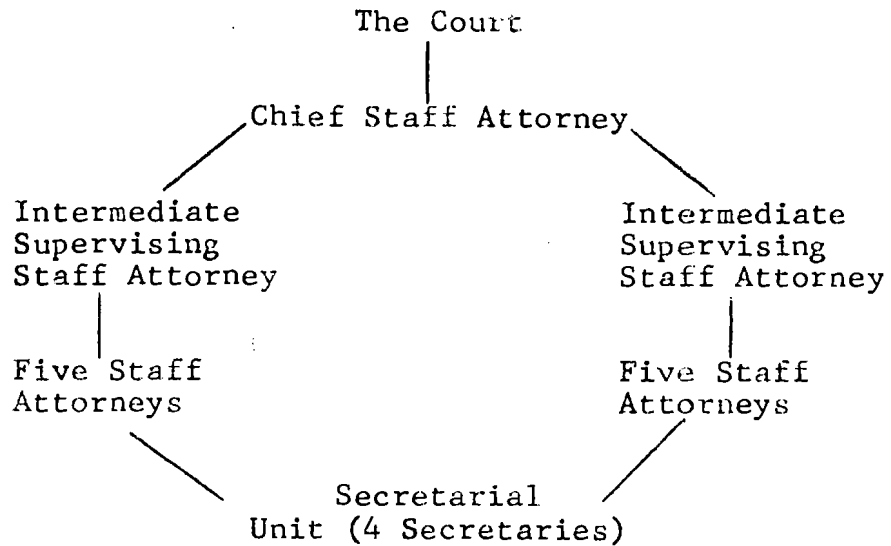 The Court
Chief Staff Attorney
Intermediate
Supervising
Staff Attorney
Intermediate
Supervising
Staff Attorney
Five Staff
Attorneys
Five Staff
Attorneys
Secretarial
Unit (4 Secretaries)